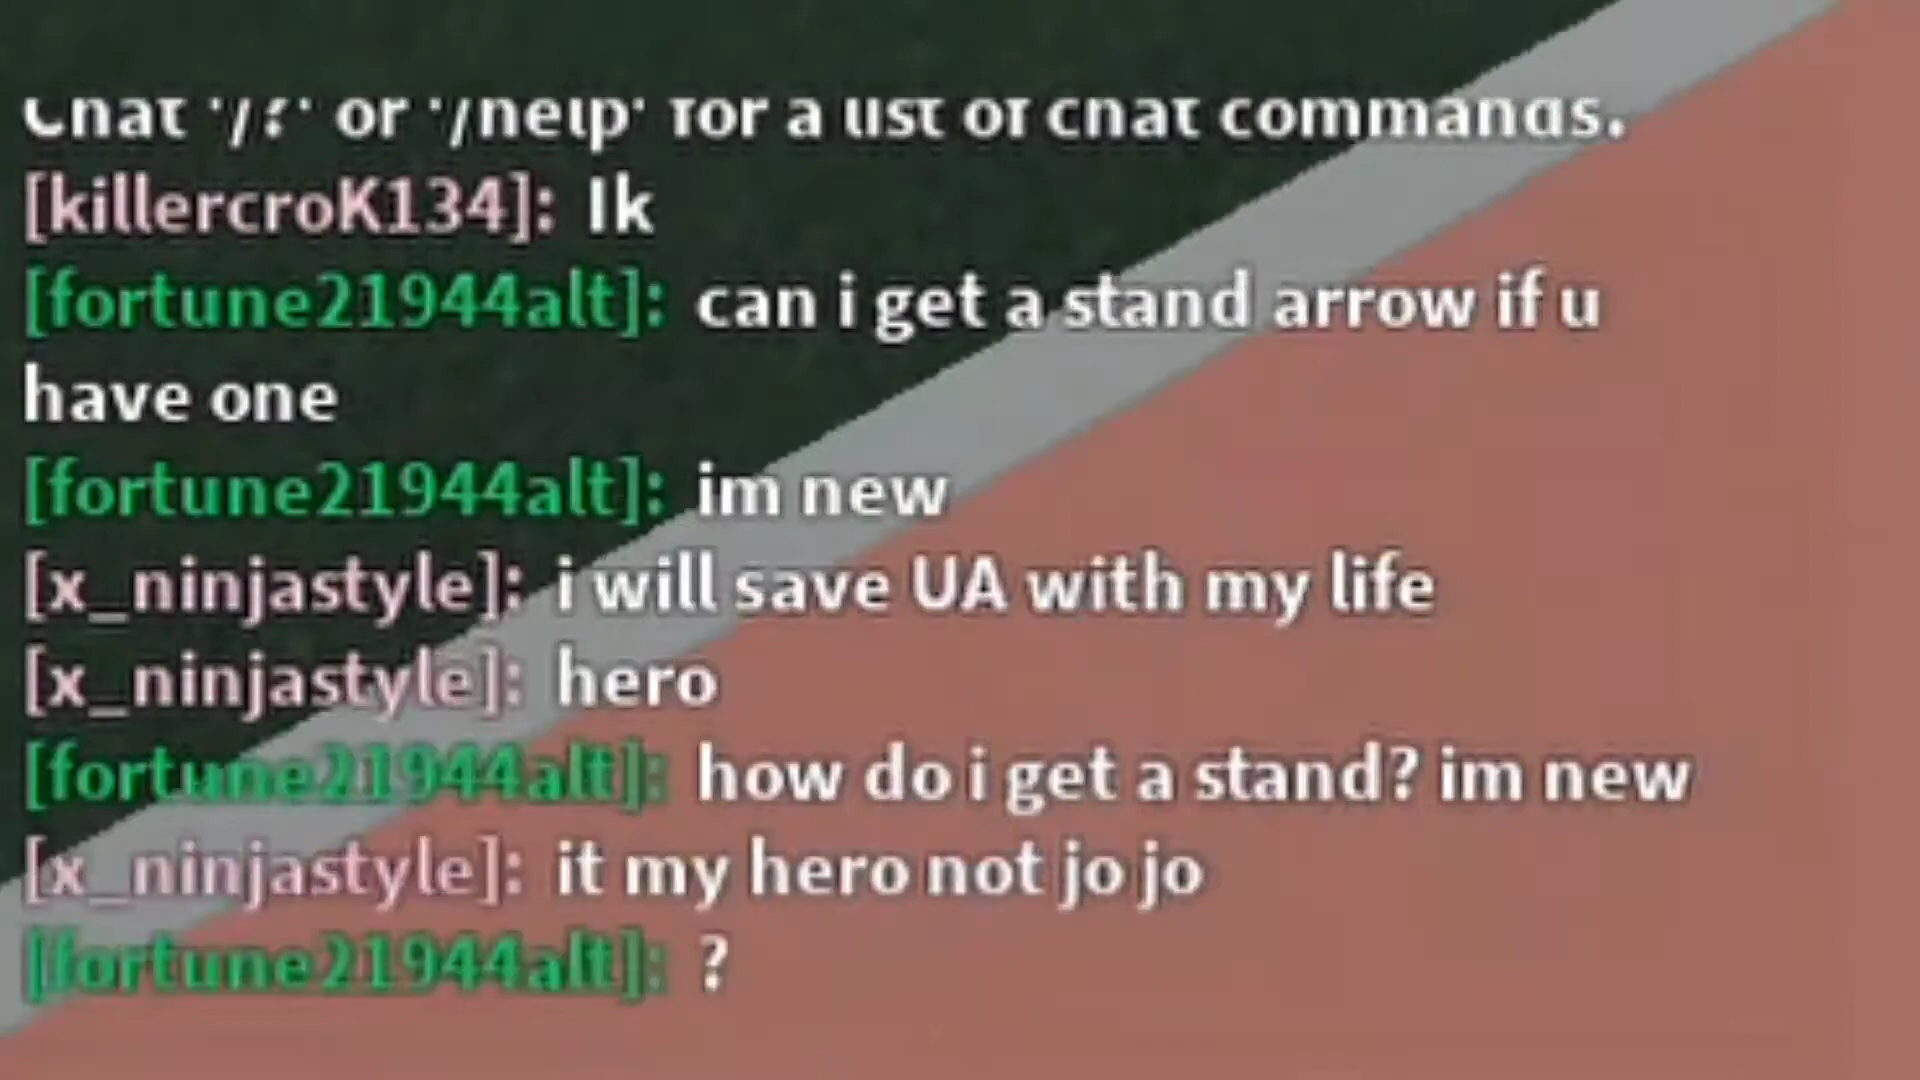 Chat '/?' or '/help' for a list of chat commands.
[killercroK134]: Ik
[fortune21944alt]: can i get a stand arrow if u
have one
[fortune21944alt]: im new
[x_ninjastyle]: i will save UA with my life
[x_ninjastyle]: hero
[fortune21944alt]: how do i get a stand? im new
[x_ninjastyle]: it my hero not jo jo
[fortune21944alt]: ?